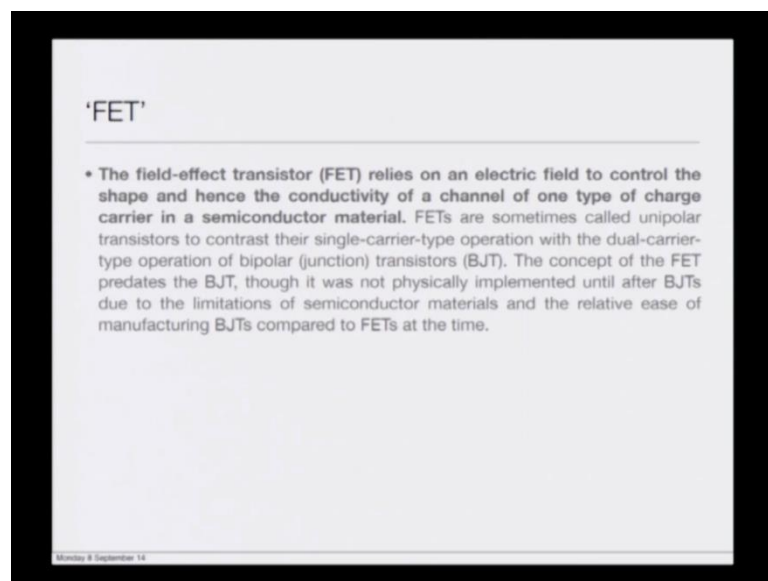 ‘FET’
• The field-effect transistor (FET) relies on an electric field to control the
shape and hence the conductivity of a channel of one type of charge
carrier in a semiconductor material. FETs are sometimes called unipolar
transistors to contrast their single-carrier-type operation with the dual-carrier-
type operation of bipolar (junction) transistors (BJT). The concept of the FET
predates the BJT, though it was not physically implemented until after BJTs
due to the limitations of semiconductor materials and the relative ease of
manufacturing BJTs compared to FETs at the time.
Monday 8 September 14